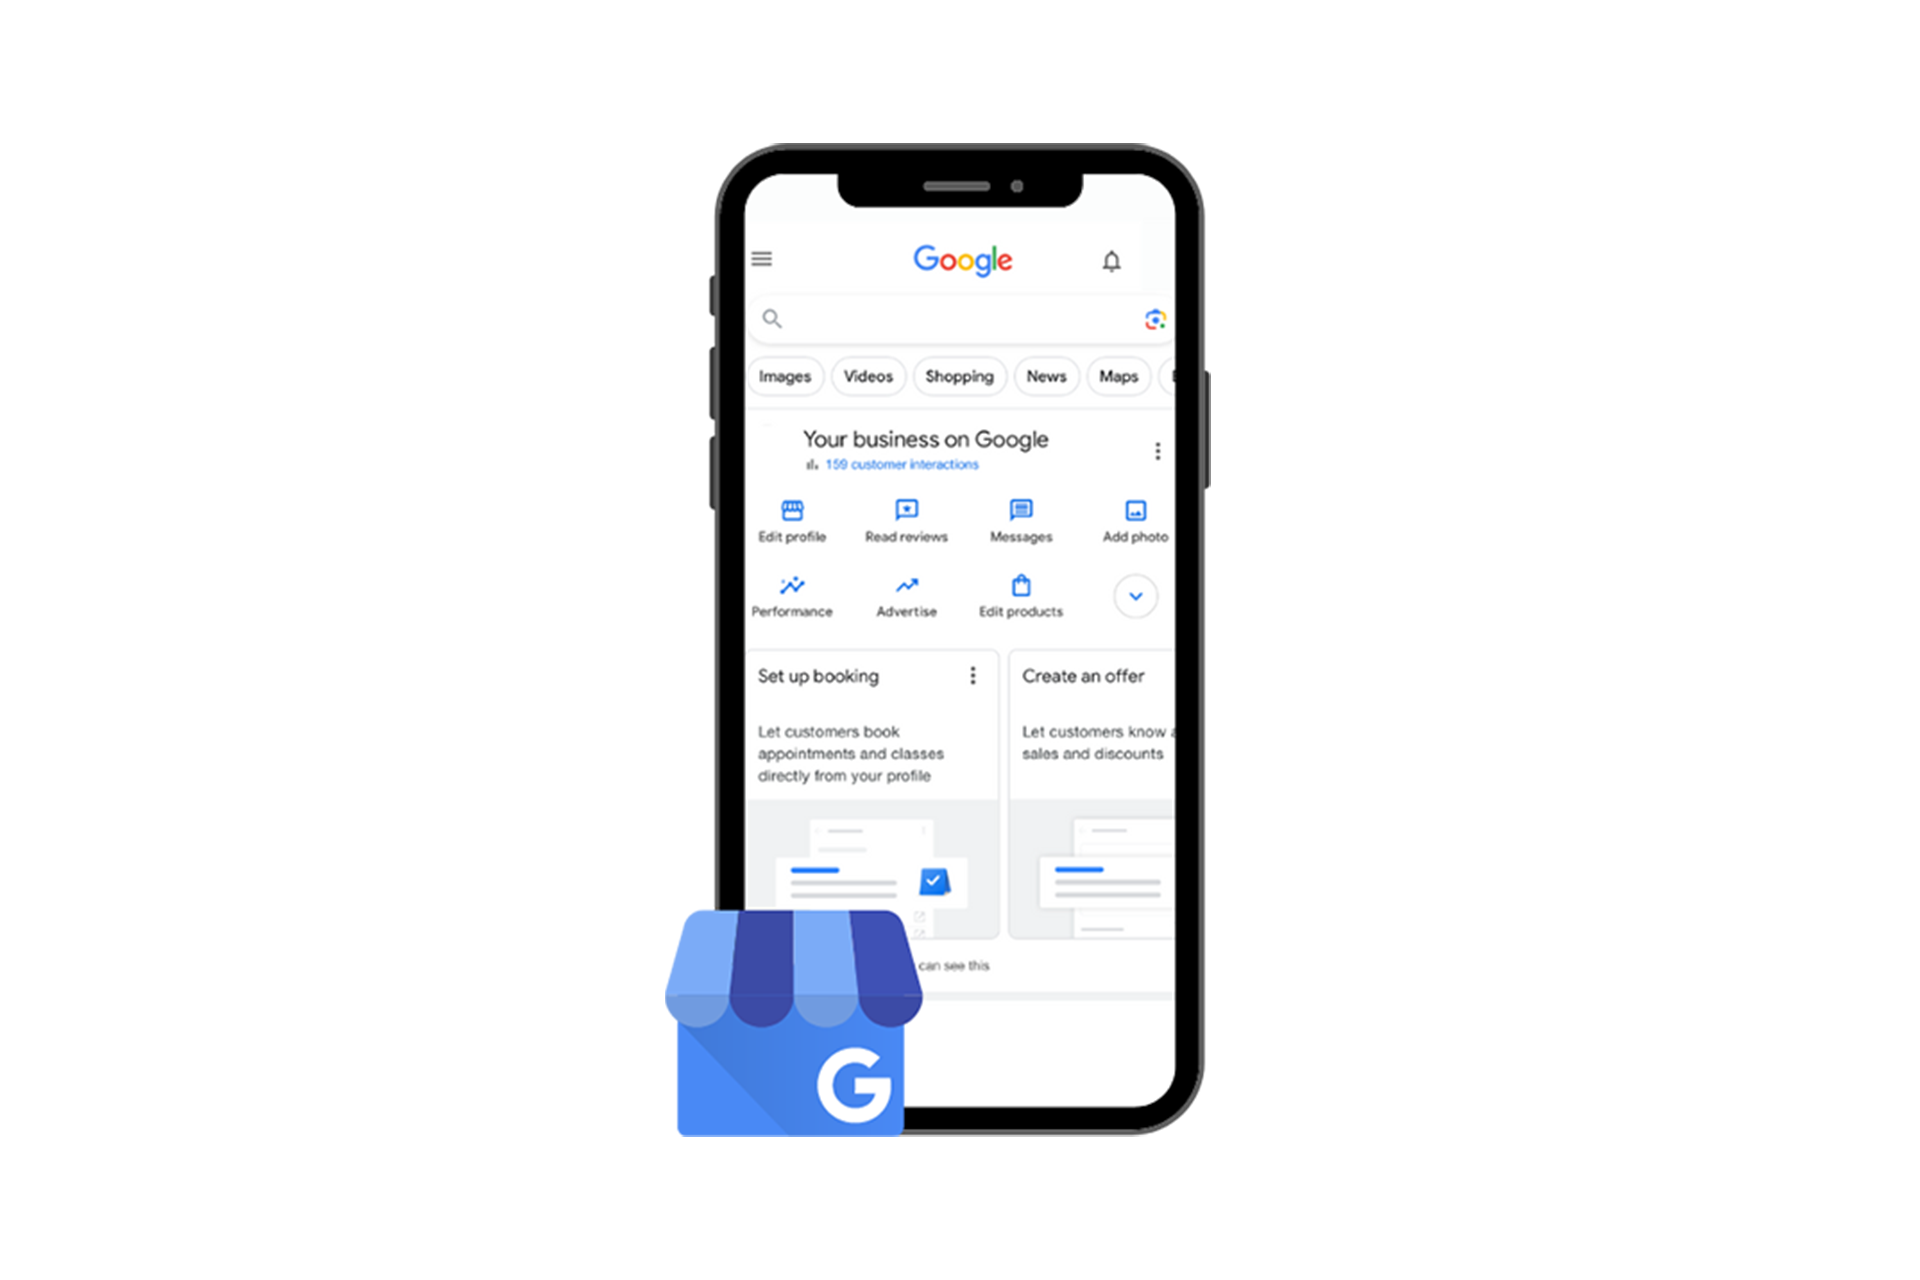 Google
Images Videos Shopping News Maps
Your business on Google
159 customer interactions
Edit profile Read reviews Messages Add photo
Performance Advertise Edit products
Set up booking
Let customers book
appointments and classes
directly from your profile
Create an offer
Let customers know
sales and discounts
can see this
G